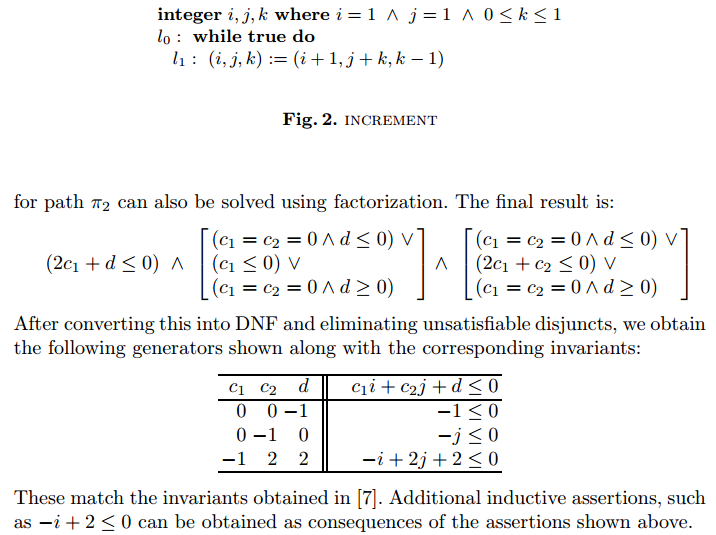 integer i, j, k where i = 1 ∧ j = 1 ∧ 0 ≤ k ≤ 1
l₀ : while true do
l₁ : (i, j, k) := (i + 1, j + k, k − 1)
Fig. 2. INCREMENT
for path π₂ can also be solved using factorization. The final result is:
(2c₁ + d ≤ 0) ∧ [(c₁ = c₂ = 0 ∧ d ≤ 0) ∨ (c₁ ≤ 0) ∨ (c₁ = c₂ = 0 ∧ d ≥ 0)] ∧ [(c₁ = c₂ = 0 ∧ d ≤ 0) ∨ (2c₁ + c₂ ≤ 0) ∨ (c₁ = c₂ = 0 ∧ d ≥ 0)]
After converting this into DNF and eliminating unsatisfiable disjuncts, we obtain
the following generators shown along with the corresponding invariants:
c₁ c₂ d c₁i + c₂j + d ≤ 0
0 0 −1 −1 ≤ 0
0 −1 0 −j ≤ 0
−1 2 2 −i + 2j + 2 ≤ 0
These match the invariants obtained in [7]. Additional inductive assertions, such
as −i + 2 ≤ 0 can be obtained as consequences of the assertions shown above.